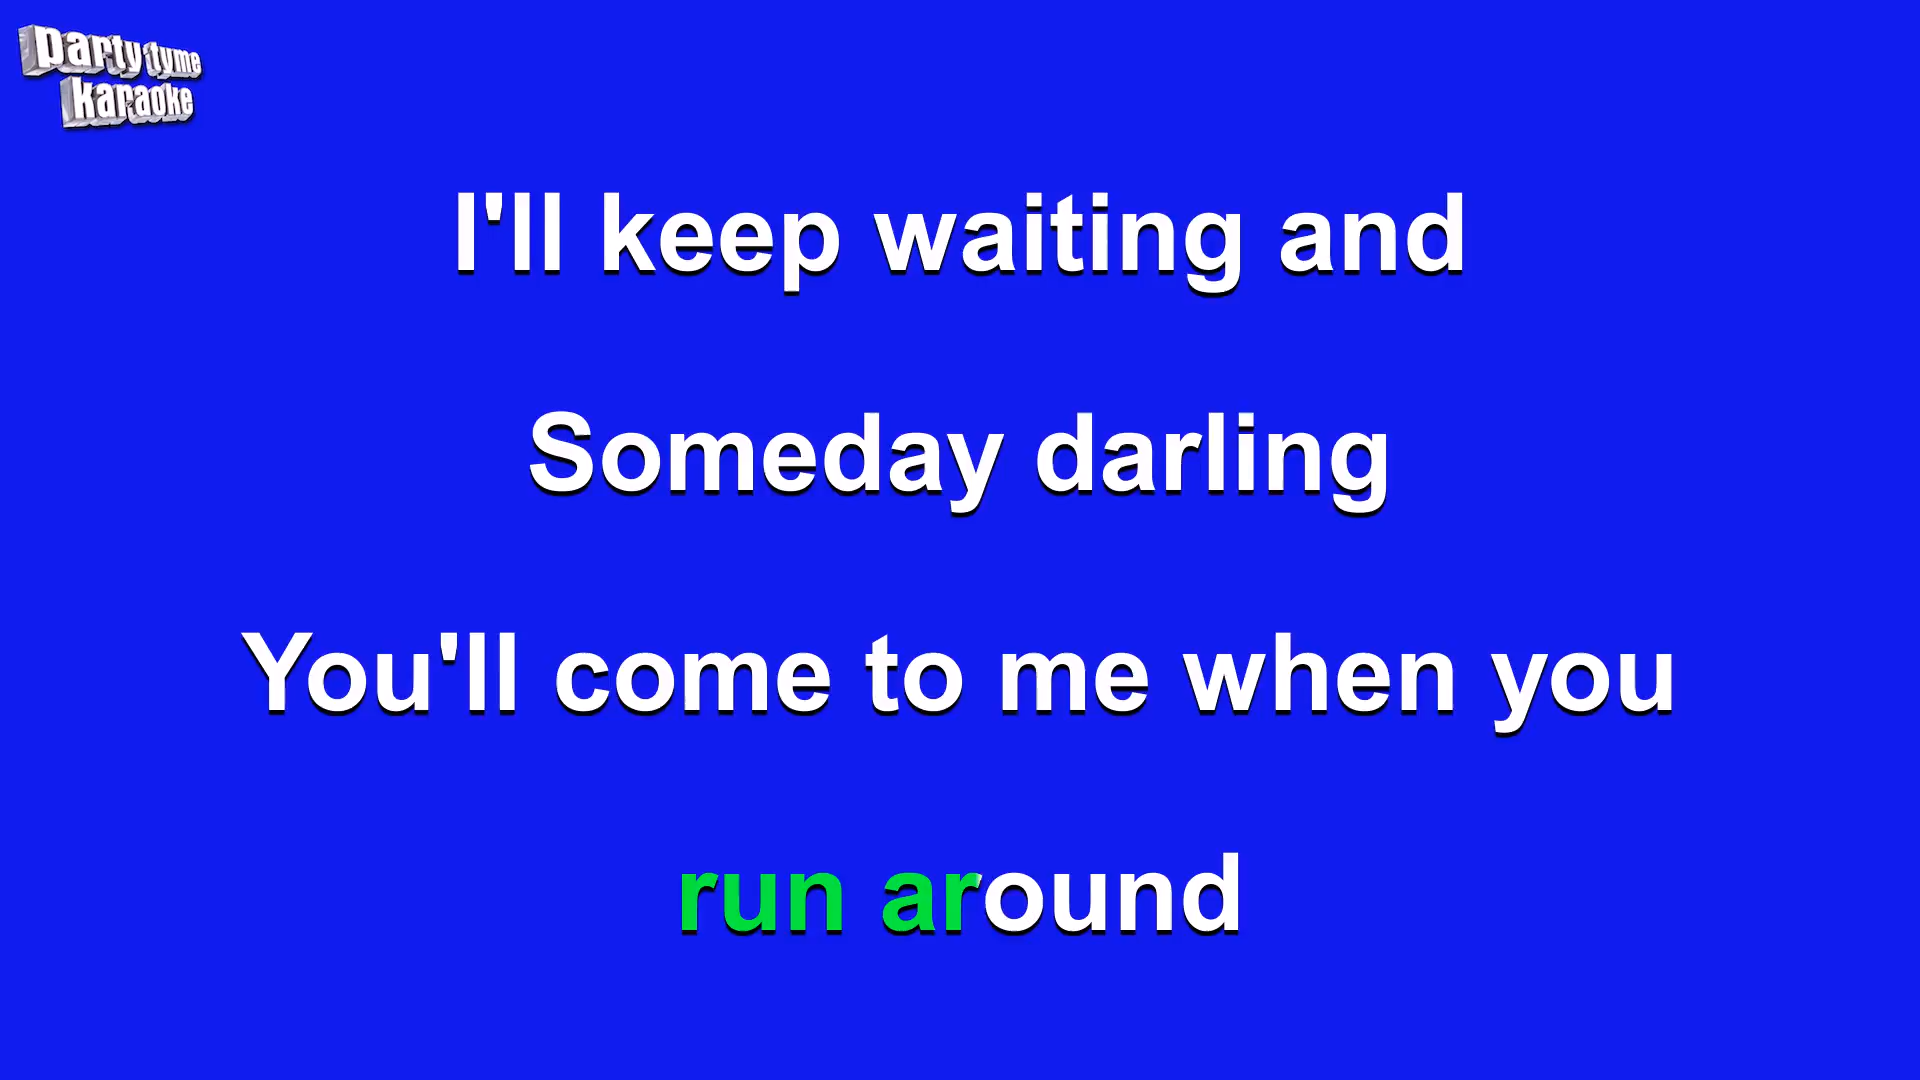 party tyme
karaoke
I'll keep waiting and
Someday darling
You'll come to me when you
run around